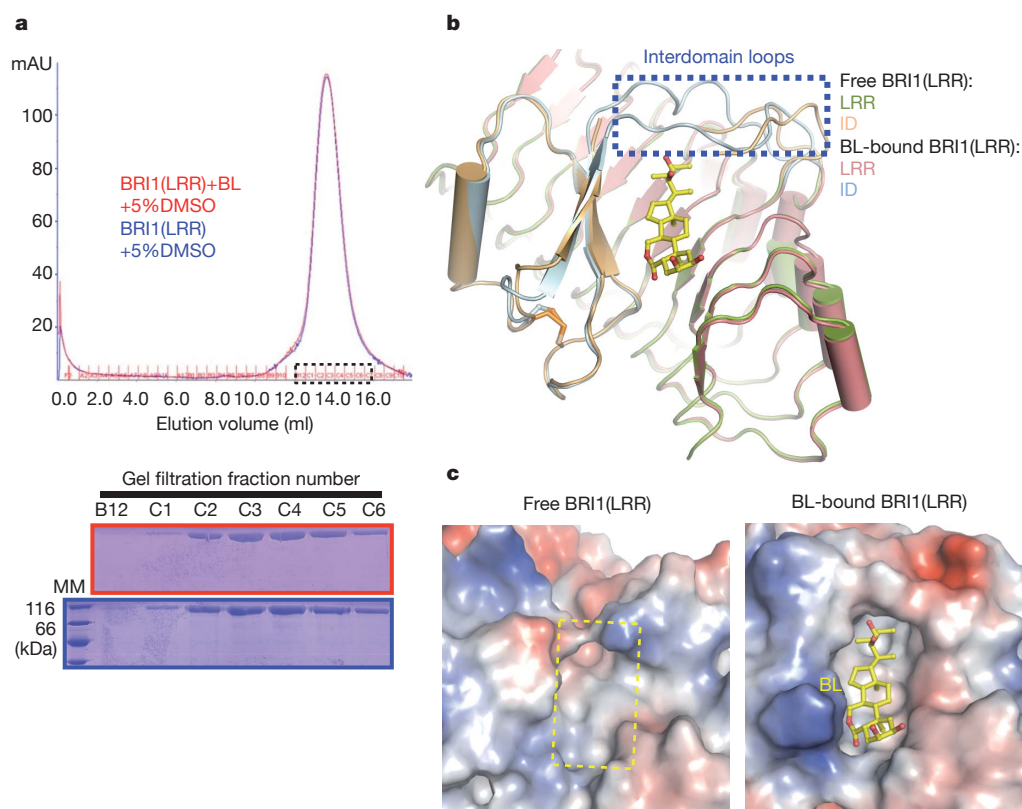 a
mAU
100
80
60
40
20
BRI1(LRR)+BL
+5%DMSO
BRI1(LRR)
+5%DMSO
0.0 2.0 4.0 6.0 8.0 10.0 12.0 14.0 16.0
Elution volume (ml)
Gel filtration fraction number
B12 C1 C2 C3 C4 C5 C6
MM
116
66
(kDa)
b
Interdomain loops
Free BRI1(LRR):
LRR
ID
BL-bound BRI1(LRR):
LRR
ID
c
Free BRI1(LRR)
BL-bound BRI1(LRR)
BL